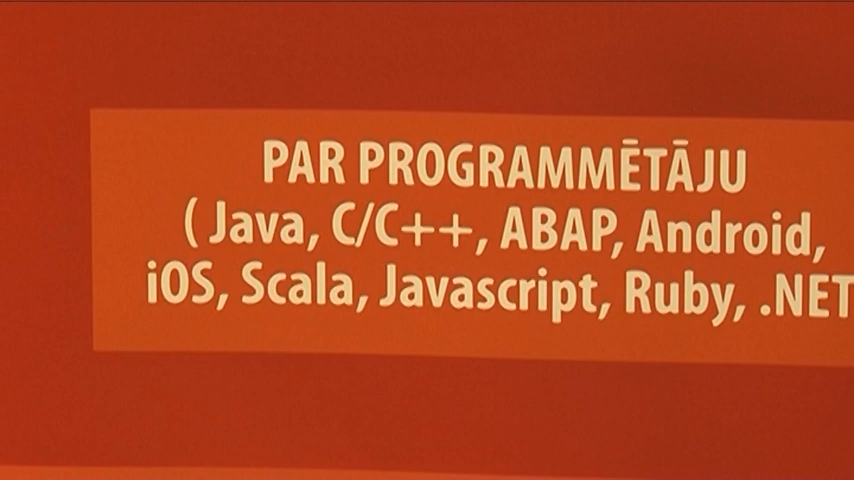 PAR PROGRAMMĒTĀJU
( Java, C/C++, ABAP, Android,
iOS, Scala, Javascript, Ruby, .NET